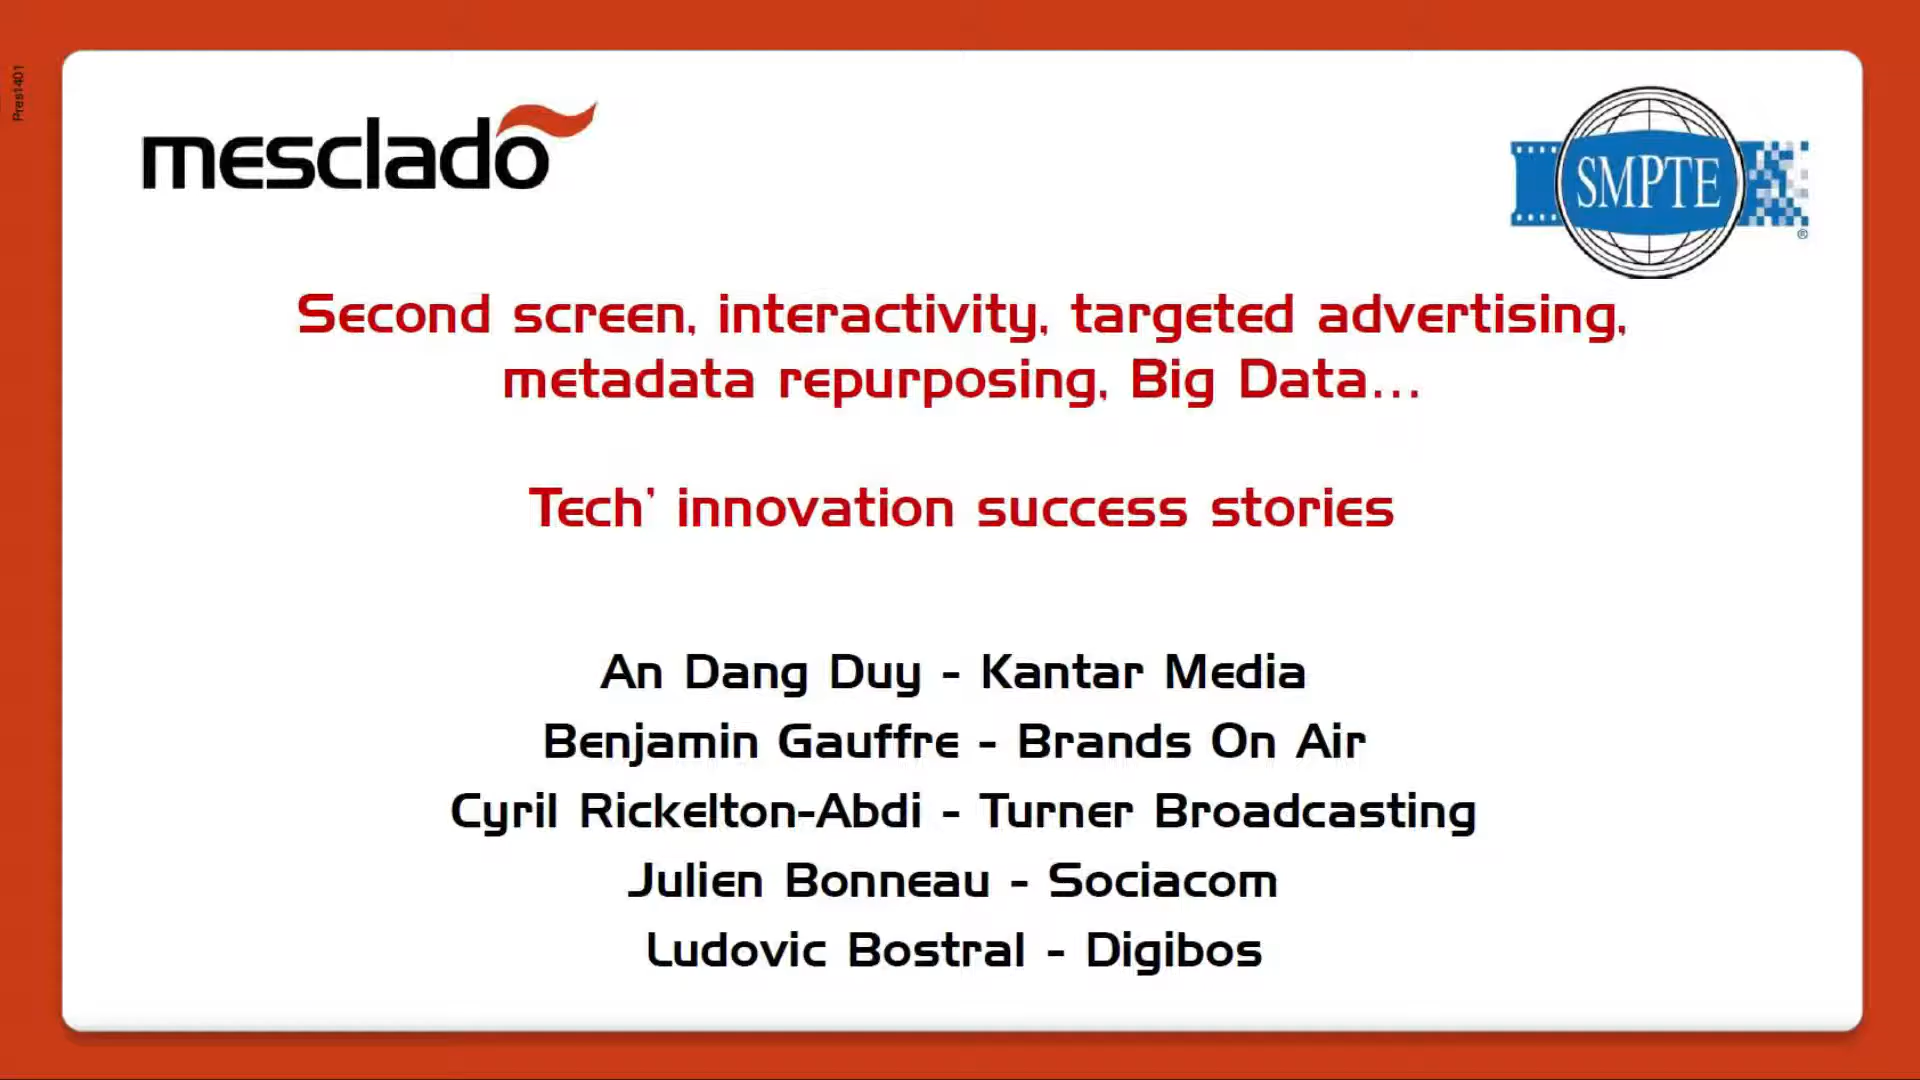 Pres1401
mesclado
SMPTE
®
Second screen, interactivity, targeted advertising,
metadata repurposing, Big Data...
Tech' innovation success stories
An Dang Duy - Kantar Media
Benjamin Gauffre - Brands On Air
Cyril Rickelton-Abdi - Turner Broadcasting
Julien Bonneau - Sociacom
Ludovic Bostral - Digibos